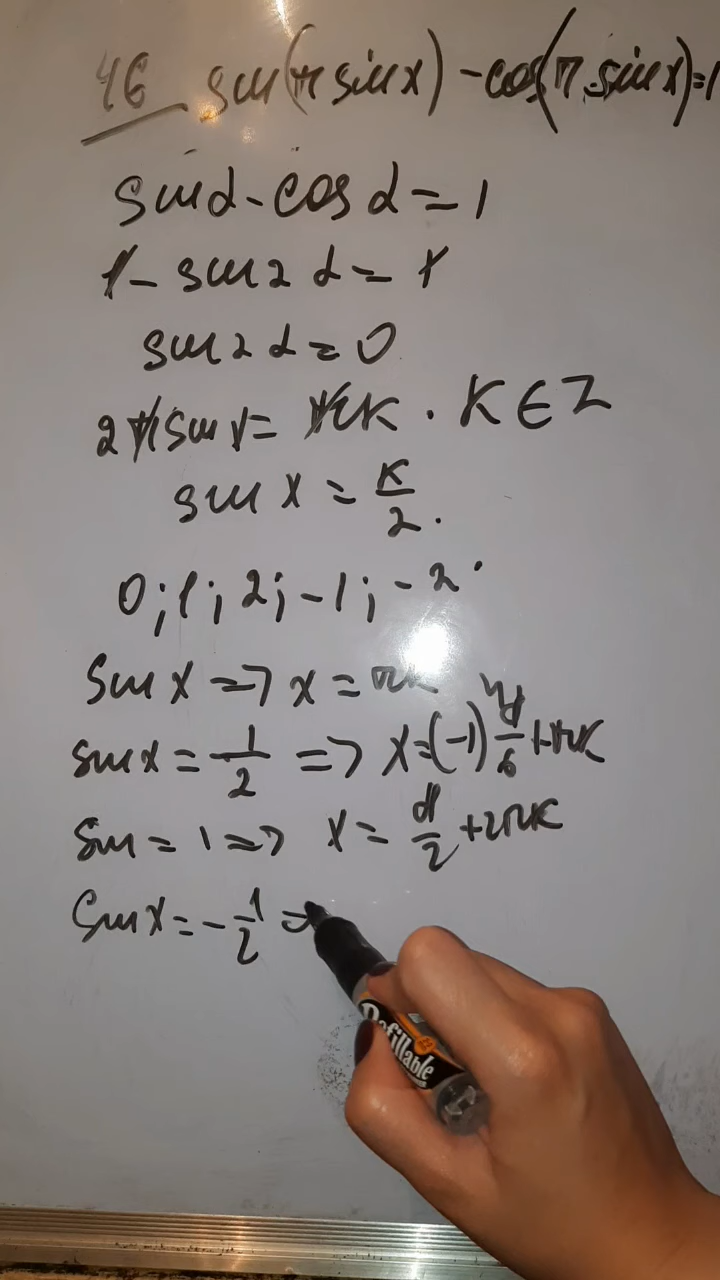 46 sin(π sin x) - cos(π sin x) = 1
sin α - cos α = 1
1 - sin 2α = 1
sin 2α = 0
2π sin x = πk . k ∈ Z
sin x = k/2.
0; 1; 2; -1; -2.
sin x => x = πk
sin x = 1/2 => x = (-1)^k π/6 + πk
sin = 1 => x = π/2 + 2πk
sin x = - 1/2 =>
Refillable